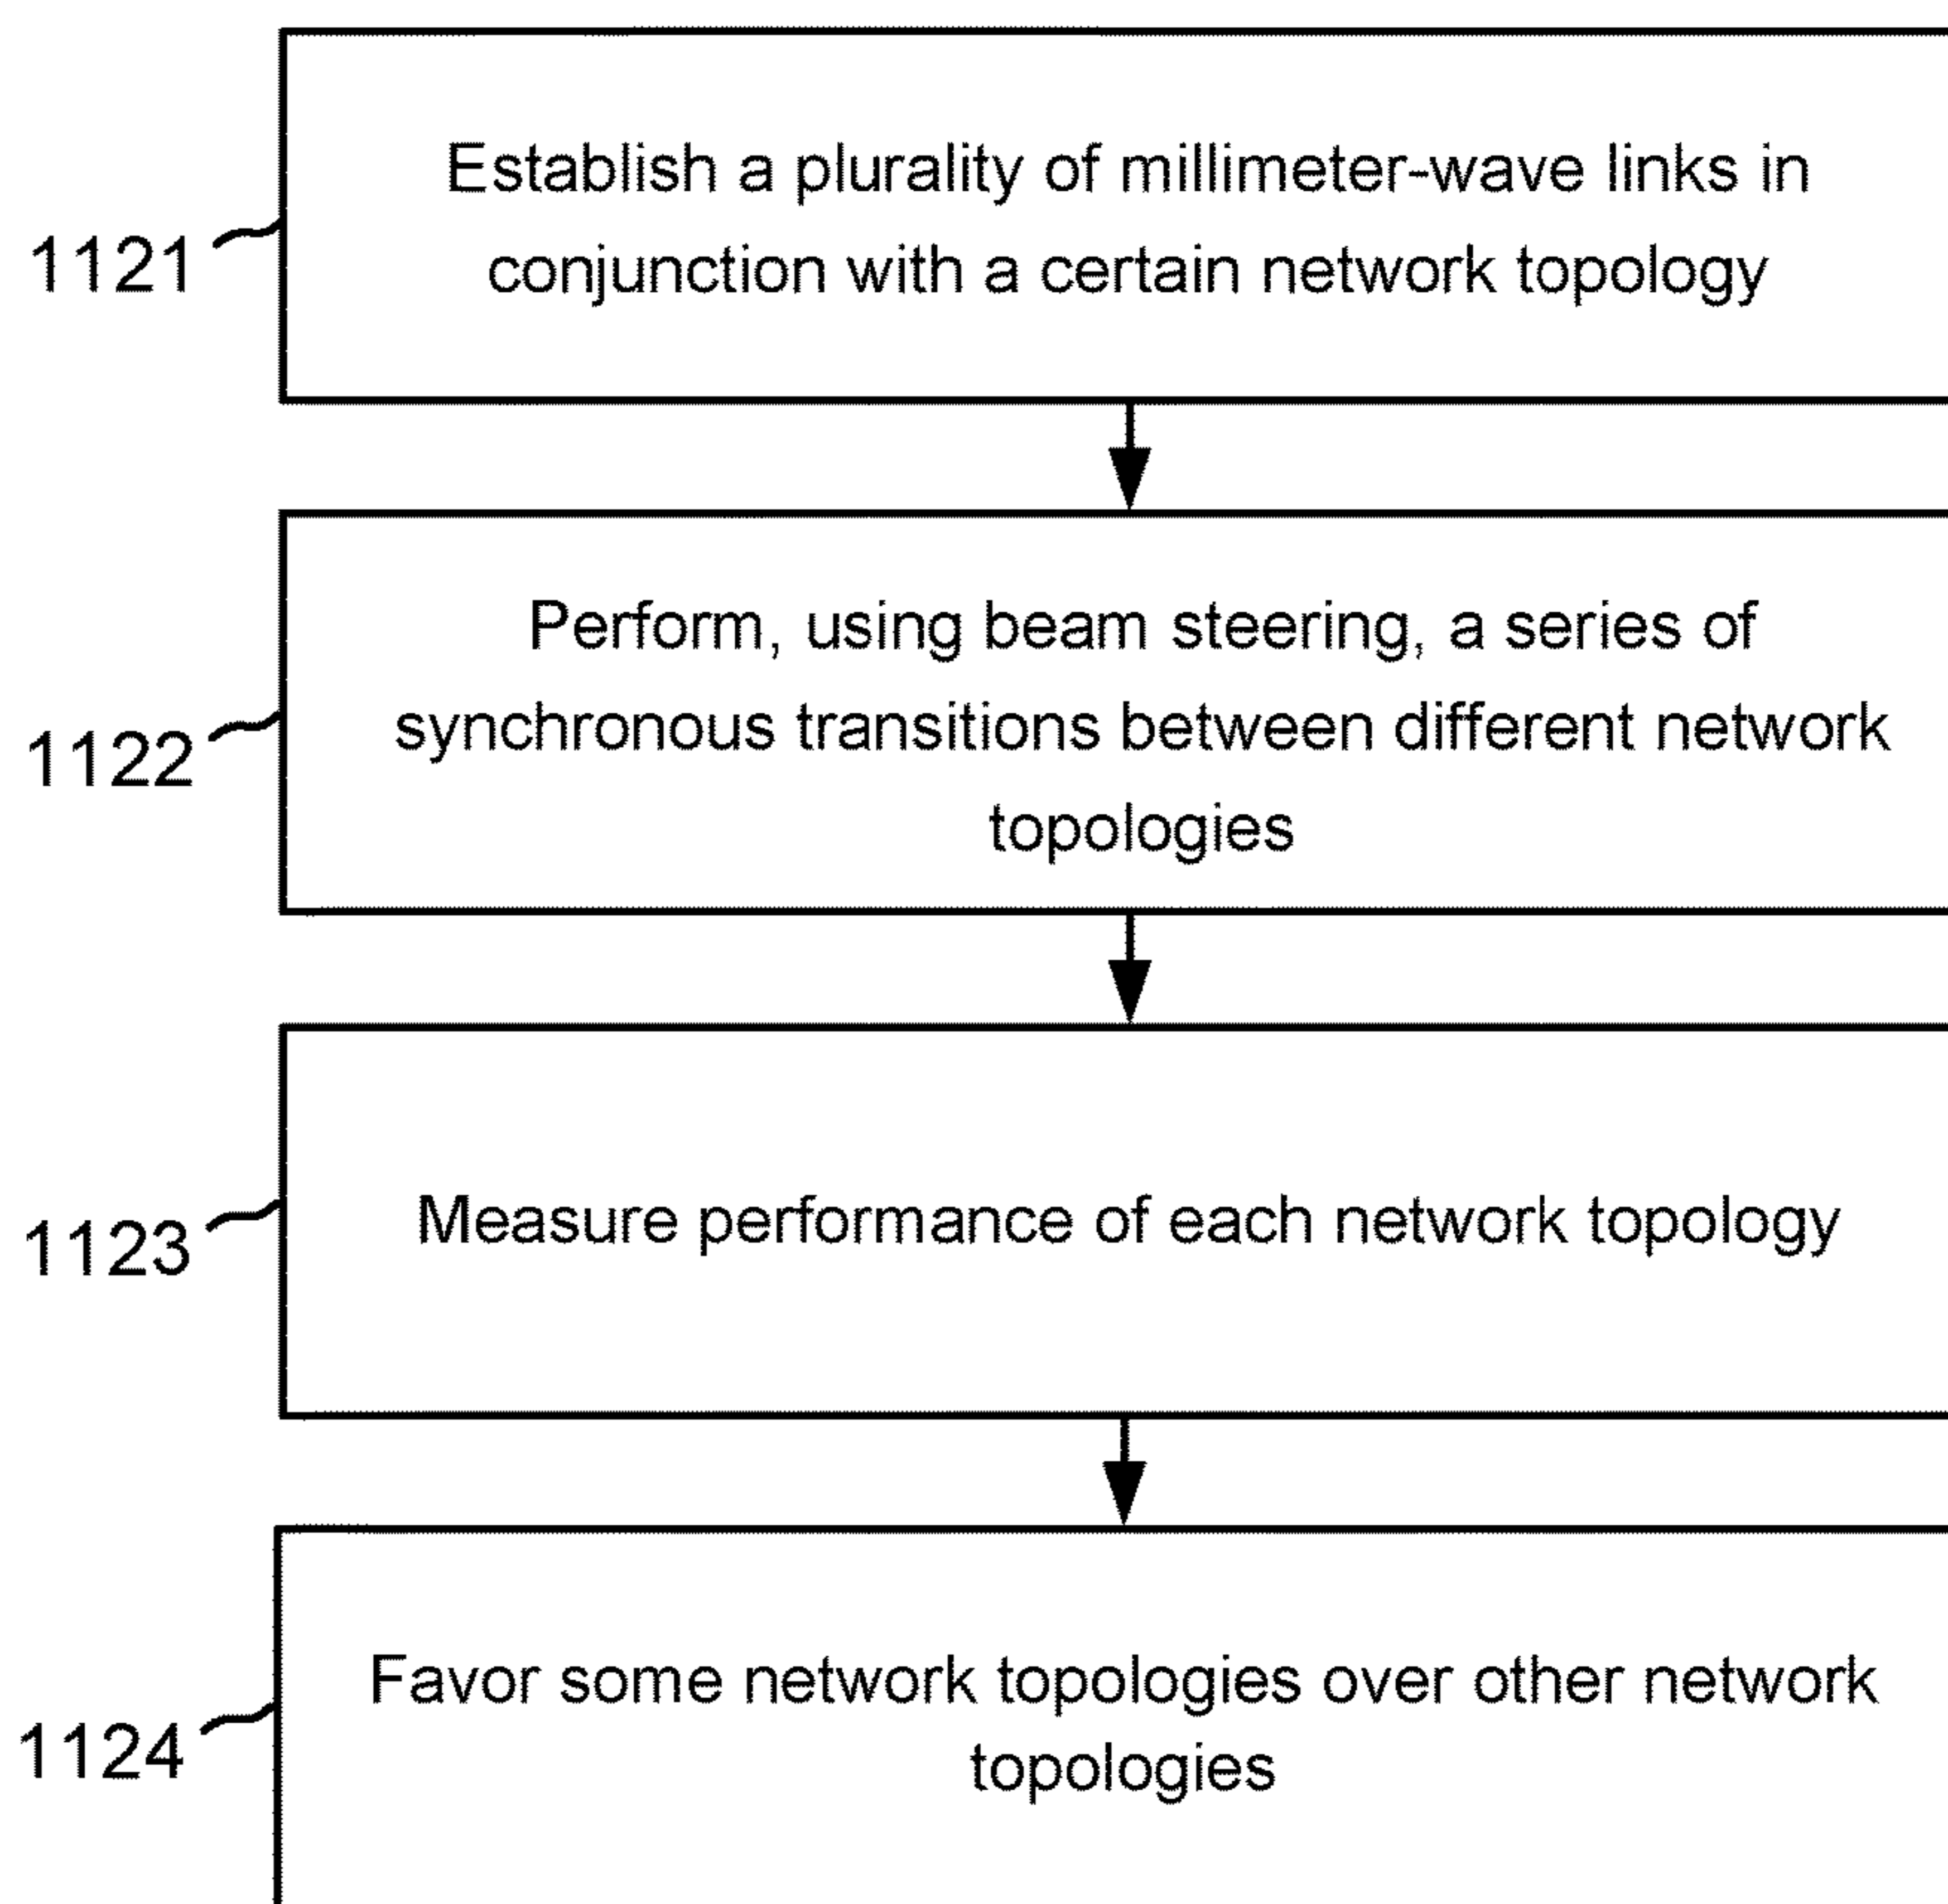 Establish a plurality of millimeter-wave links in
conjunction with a certain network topology
1121
Perform, using beam steering, a series of
synchronous transitions between different network
topologies
1122
Measure performance of each network topology
1123
Favor some network topologies over other network
topologies
1124